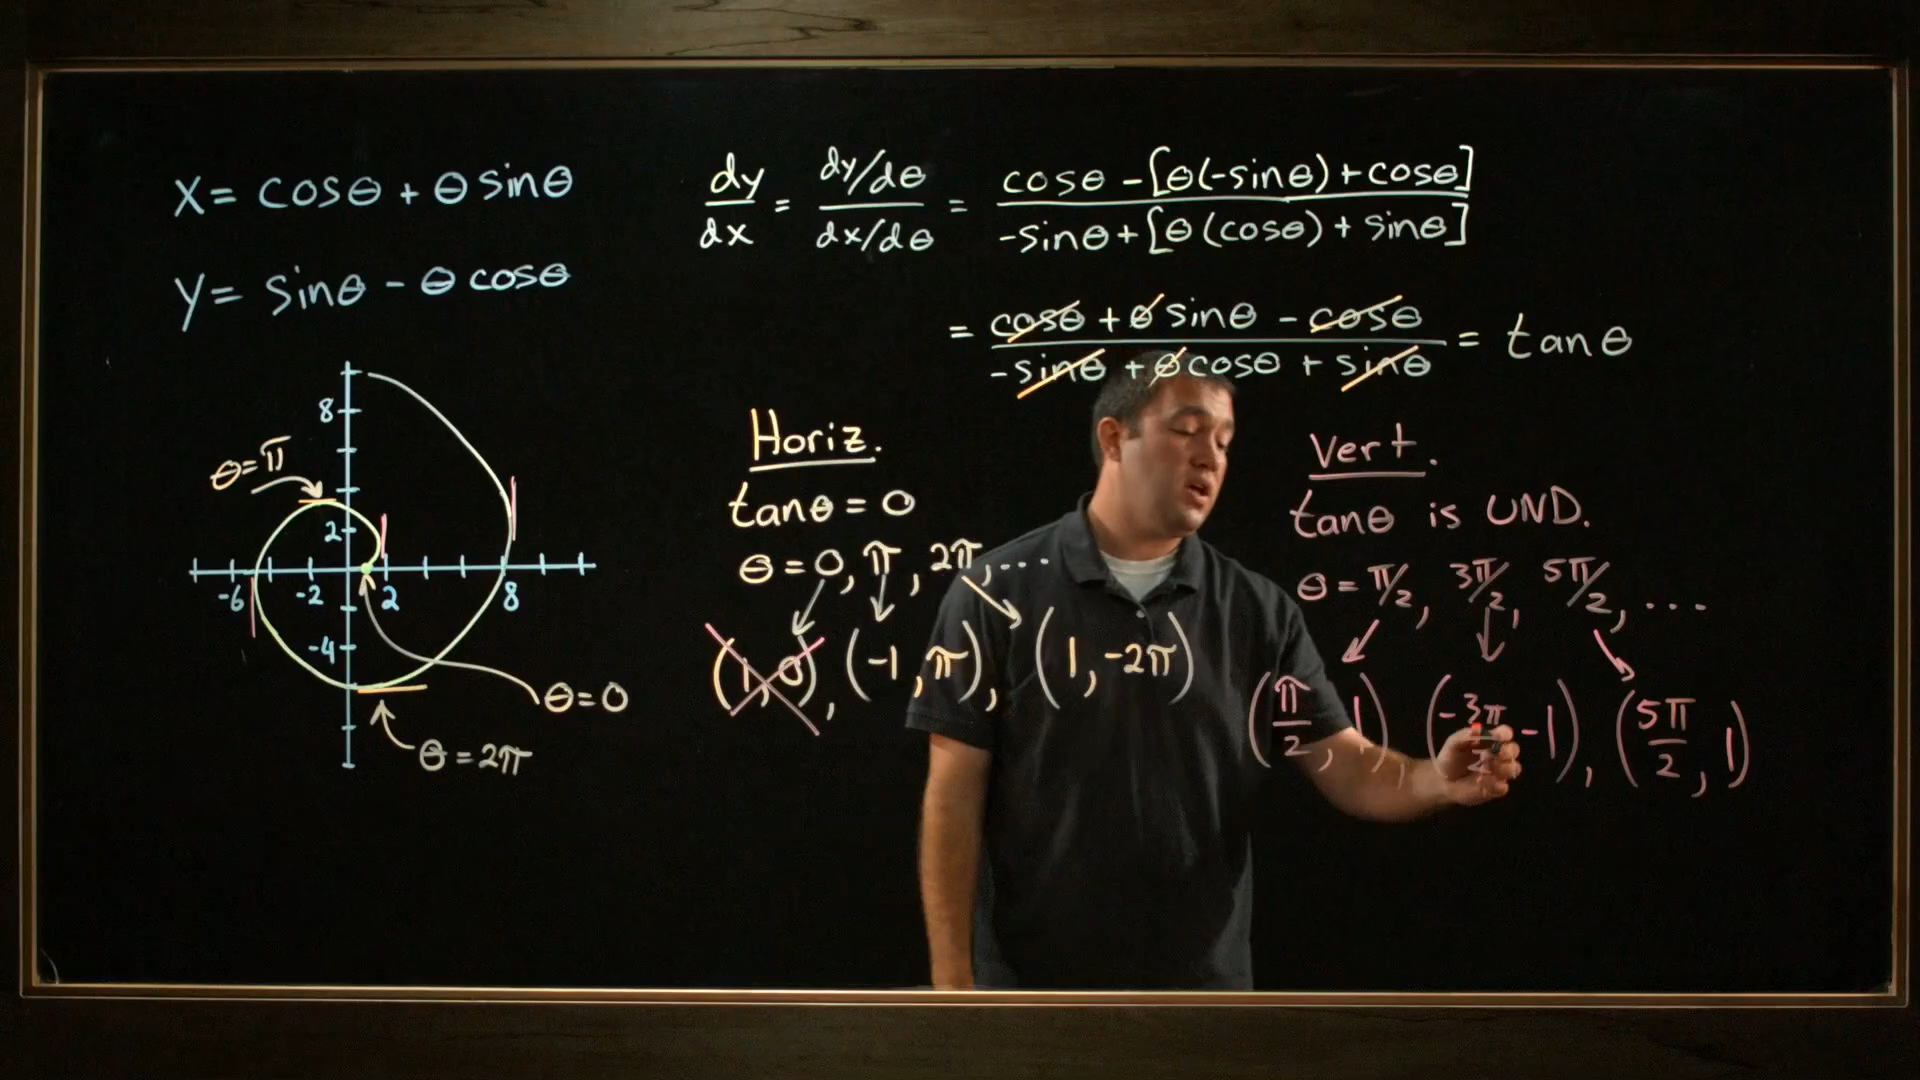 x = cosθ + θ sinθ
y = sinθ - θ cosθ
dy/dx = (dy/dθ)/(dx/dθ) = (cosθ - [θ(-sinθ) + cosθ])/(-sinθ + [θ(cosθ) + sinθ])
= (cosθ + θ sinθ - cosθ)/(-sinθ + θ cosθ + sinθ) = tanθ
8
θ = π
2
-6 -2 2 8
-4
θ = 0
θ = 2π
Horiz.
tanθ = 0
θ = 0, π, 2π, ...
(1, 0), (-1, π), (1, -2π)
Vert.
tanθ is UND.
θ = π/2, 3π/2, 5π/2, ...
(π/2, 1), (-3π/2, -1), (5π/2, 1)